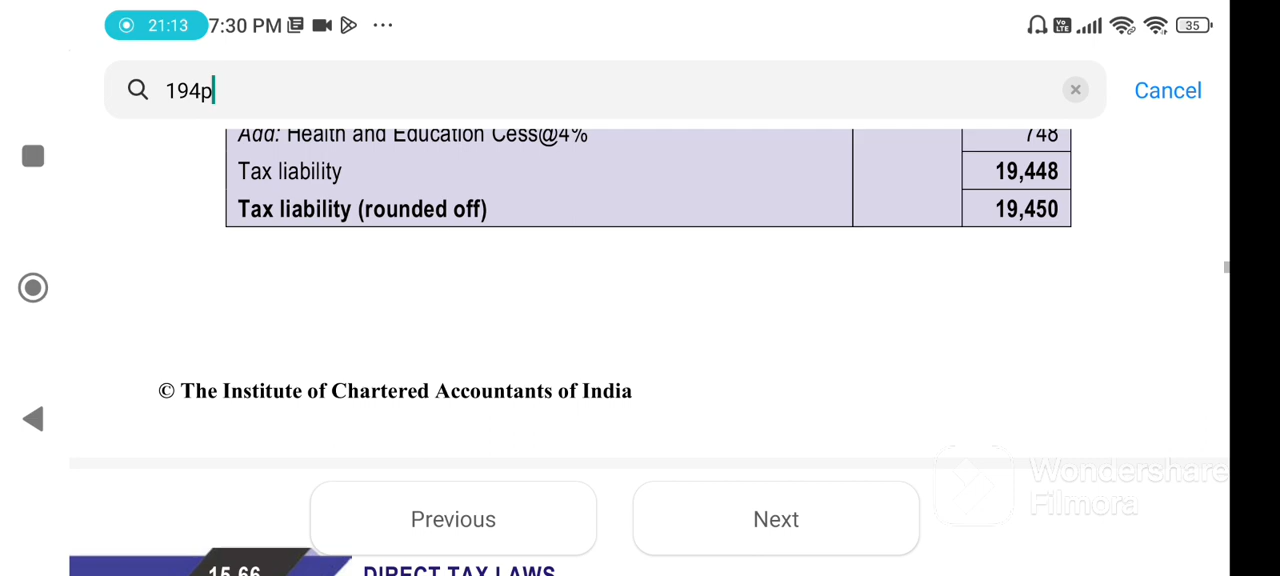 21:13 7:30 PM 35
194p Cancel
Add: Health and Education Cess@4% 748
Tax liability 19,448
Tax liability (rounded off) 19,450
© The Institute of Chartered Accountants of India
Wondershare
Filmora
Previous Next
15.66 DIRECT TAX LAWS